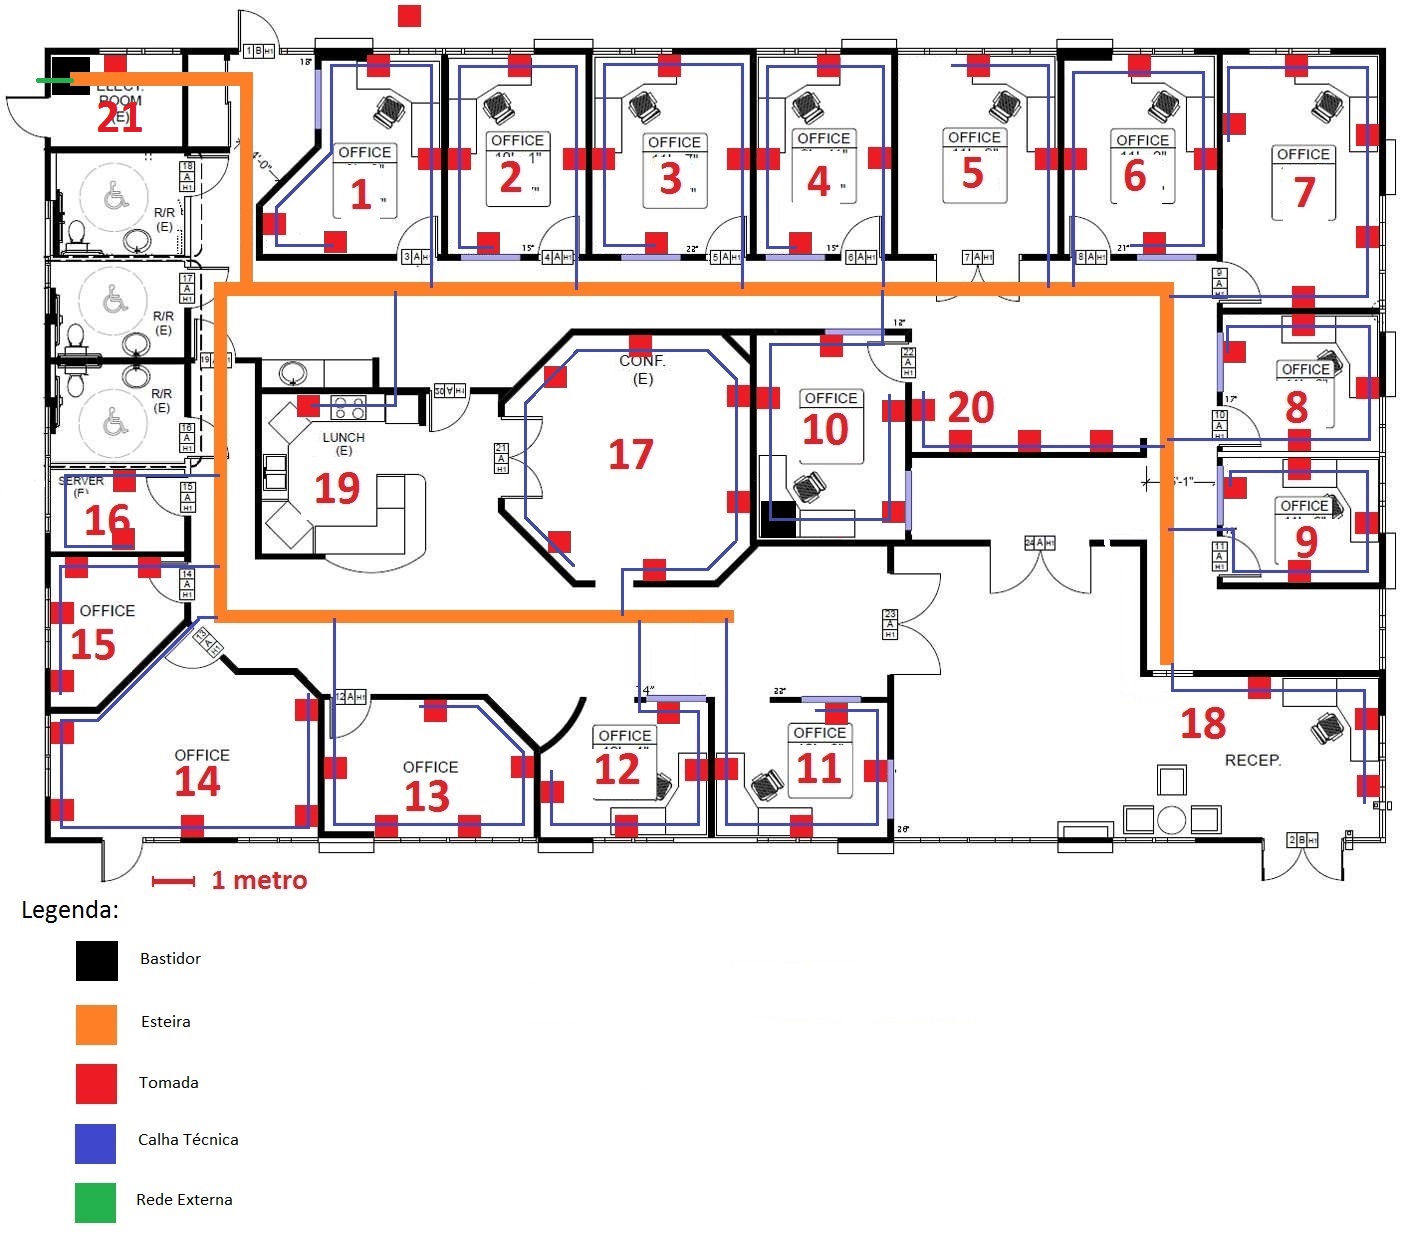 1 B H1
18"
ELECT.
ROOM
(E)
21
4'-0"
OFFICE
1
OFFICE
2
OFFICE
3
OFFICE
4
OFFICE
5
OFFICE
6
OFFICE
7
18
A
H1
R/R
(E)
15"
22"
15"
21"
3 A H
4 A H1
5 A H
6 A H
7 A H1
8 A H1
9
A
H1
17
A
H1
R/R
(E)
19
18"
CONF.
(E)
22
A
H1
OFFICE
8
R/R
(E)
20 A H1
OFFICE
10
20
17"
10
A
H1
16
A
H1
LUNCH
(E)
19
21
A
H1
17
SERVER
(E)
16
15
A
H1
5'-1"
OFFICE
9
24 A H1
11
A
H1
14
A
H1
OFFICE
15
13
A
H1
23
A
H1
12 A H1
14"
22"
18
RECEP.
OFFICE
14
OFFICE
13
OFFICE
12
OFFICE
11
26"
2 B H1
1 metro
Legenda:
Bastidor
Esteira
Tomada
Calha Técnica
Rede Externa